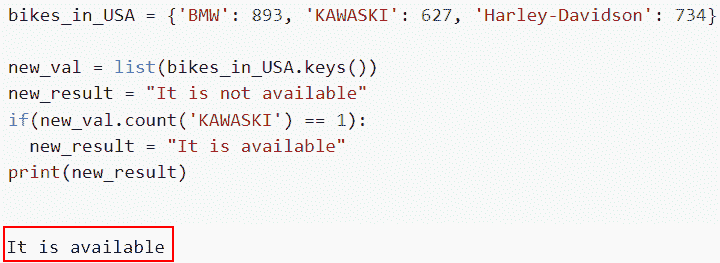 bikes_in_USA = {'BMW': 893, 'KAWASKI': 627, 'Harley-Davidson': 734}
new_val = list(bikes_in_USA.keys())
new_result = "It is not available"
if(new_val.count('KAWASKI') == 1):
  new_result = "It is available"
print(new_result)
It is available